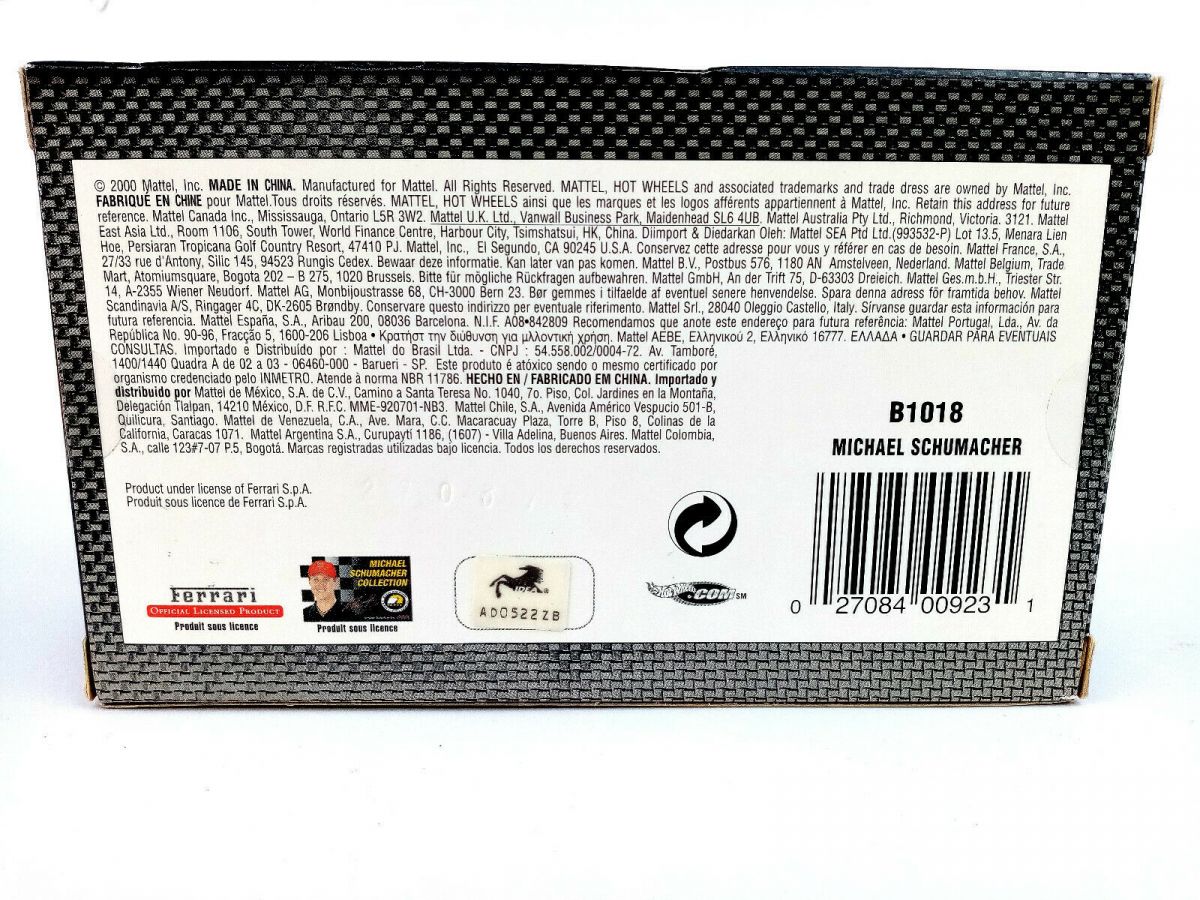 © 2000 Mattel, Inc. MADE IN CHINA. Manufactured for Mattel. All Rights Reserved. MATTEL, HOT WHEELS and associated trademarks and trade dress are owned by Mattel, Inc.
FABRIQUÉ EN CHINE pour Mattel.Tous droits réservés. MATTEL, HOT WHEELS ainsi que les marques et les logos afférents appartiennent à Mattel, Inc. Retain this address for future
reference. Mattel Canada Inc., Mississauga, Ontario L5R 3W2. Mattel U.K. Ltd., Vanwall Business Park, Maidenhead SL6 4UB. Mattel Australia Pty Ltd., Richmond, Victoria. 3121. Mattel
East Asia Ltd., Room 1106, South Tower, World Finance Centre, Harbour City, Tsimshatsui, HK, China. Diimport & Diedarkan Oleh: Mattel SEA Ptd Ltd.(993532-P) Lot 13.5, Menara Lien
Hoe, Persiaran Tropicana Golf Country Resort, 47410 PJ. Mattel, Inc., El Segundo, CA 90245 U.S.A. Conservez cette adresse pour vous y référer en cas de besoin. Mattel France, S.A.,
27/33 rue d'Antony, Silic 145, 94523 Rungis Cedex. Bewaar deze informatie. Kan later van pas komen. Mattel B.V., Postbus 576, 1180 AN Amstelveen, Nederland. Mattel Belgium, Trade
Mart, Atomiumsquare, Bogota 202 – B 275, 1020 Brussels. Bitte für mögliche Rückfragen aufbewahren. Mattel GmbH, An der Trift 75, D-63303 Dreieich. Mattel Ges.m.b.H., Triester Str.
14, A-2355 Wiener Neudorf. Mattel AG, Monbijoustrasse 68, CH-3000 Bern 23. Bør gemmes i tilfaelde af eventuel senere henvendelse. Spara denna adress för framtida behov. Mattel
Scandinavia A/S, Ringager 4C, DK-2605 Brøndby. Conservare questo indirizzo per eventuale riferimento. Mattel Srl., 28040 Oleggio Castello, Italy. Sírvanse guardar esta información para
futura referencia. Mattel España, S.A., Aribau 200, 08036 Barcelona. N.I.F. A08•842809 Recomendamos que anote este endereço para futura referência: Mattel Portugal, Lda., Av. da
República No. 90-96, Fracção 5, 1600-206 Lisboa • Κρατήστ την διύθυνση για μλλοντική χρήση. Mattel AEBE, Ελληνικού 2, Ελληνικό 16777. ΕΛΛΑΔΑ • GUARDAR PARA EVENTUAIS
CONSULTAS. Importado e Distribuído por : Mattel do Brasil Ltda. - CNPJ : 54.558.002/0004-72. Av. Tamboré,
1400/1440 Quadra A de 02 a 03 - 06460-000 - Barueri - SP. Este produto é atóxico sendo o mesmo certificado por
organismo credenciado pelo INMETRO. Atende à norma NBR 11786. HECHO EN / FABRICADO EM CHINA. Importado y
distribuido por Mattel de México, S.A. de C.V., Camino a Santa Teresa No. 1040, 7o. Piso, Col. Jardines en la Montaña,
Delegación Tlalpan, 14210 México, D.F. R.F.C. MME-920701-NB3. Mattel Chile, S.A., Avenida Américo Vespucio 501-B,
Quilicura, Santiago. Mattel de Venezuela, C.A., Ave. Mara, C.C. Macaracuay Plaza, Torre B, Piso 8, Colinas de la
California, Caracas 1071. Mattel Argentina S.A., Curupaytí 1186, (1607) - Villa Adelina, Buenos Aires. Mattel Colombia,
S.A., calle 123#7-07 P.5, Bogotá. Marcas registradas utilizadas bajo licencia. Todos los derechos reservados.
B1018
MICHAEL SCHUMACHER
Product under license of Ferrari S.p.A.
Produit sous licence de Ferrari S.p.A.
Ferrari
OFFICIAL LICENSED PRODUCT
Produit sous licence
MICHAEL
SCHUMACHER
COLLECTION
Produit sous licence
IDEA®
AD0522ZB
Hot Wheels .COM SM
0 27084 00923 1